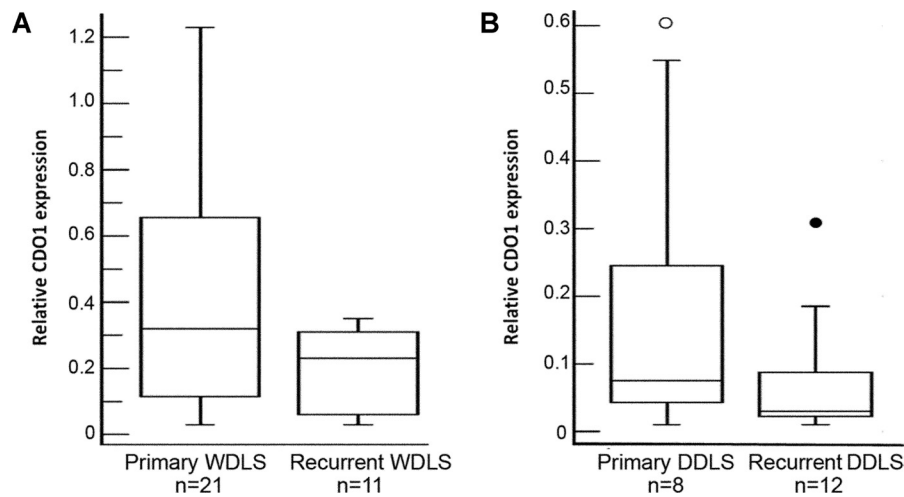 A
Relative CDO1 expression
1.2
1.0
0.8
0.6
0.4
0.2
0
Primary WDLS
n=21
Recurrent WDLS
n=11
B
Relative CDO1 expression
0.6
0.5
0.4
0.3
0.2
0.1
0
Primary DDLS
n=8
Recurrent DDLS
n=12